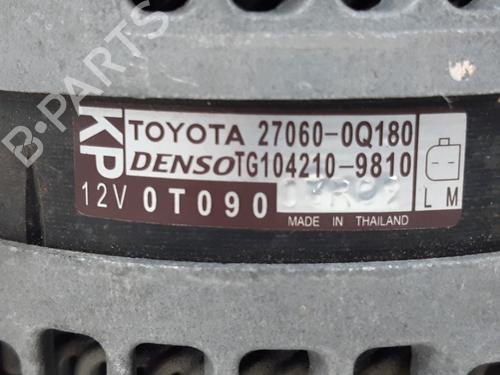 B-PARTS
KP
TOYOTA 27060-0Q180
DENSO TG104210-9810
12V 0T090
L M
MADE IN THAILAND